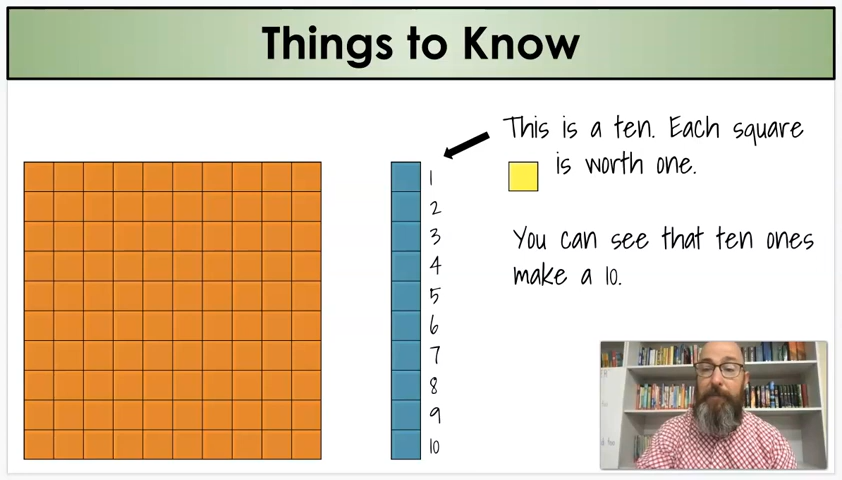 Things to Know
This is a ten. Each square
is worth one.
You can see that ten ones
make a 10.
1
2
3
4
5
6
7
8
9
10